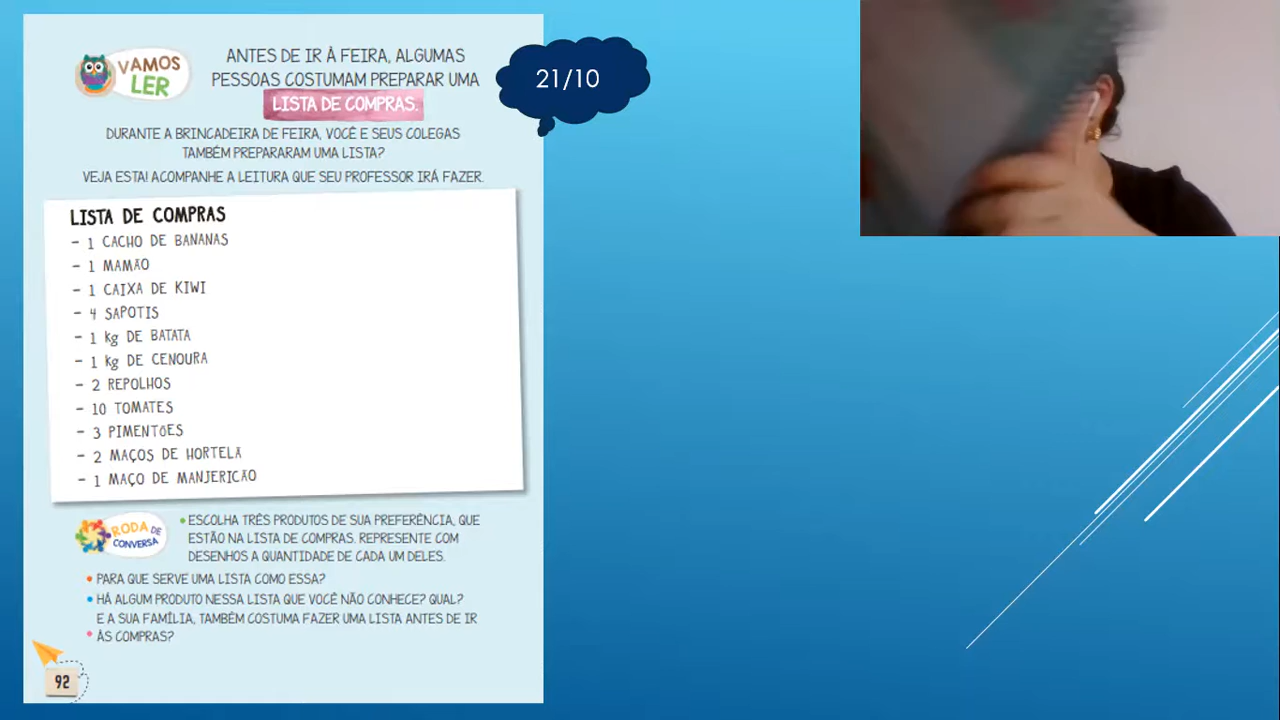 VAMOS
LER
ANTES DE IR À FEIRA, ALGUMAS
PESSOAS COSTUMAM PREPARAR UMA
LISTA DE COMPRAS.
21/10
DURANTE A BRINCADEIRA DE FEIRA, VOCÊ E SEUS COLEGAS
TAMBÉM PREPARARAM UMA LISTA?
VEJA ESTA! ACOMPANHE A LEITURA QUE SEU PROFESSOR IRÁ FAZER.
LISTA DE COMPRAS
- 1 CACHO DE BANANAS
- 1 MAMÃO
- 1 CAIXA DE KIWI
- 4 SAPOTIS
- 1 kg DE BATATA
- 1 kg DE CENOURA
- 2 REPOLHOS
- 10 TOMATES
- 3 PIMENTÕES
- 2 MAÇOS DE HORTELÃ
- 1 MAÇO DE MANJERICÃO
RODA DE
CONVERSA
• ESCOLHA TRÊS PRODUTOS DE SUA PREFERÊNCIA, QUE
ESTÃO NA LISTA DE COMPRAS. REPRESENTE COM
DESENHOS A QUANTIDADE DE CADA UM DELES.
• PARA QUE SERVE UMA LISTA COMO ESSA?
• HÁ ALGUM PRODUTO NESSA LISTA QUE VOCÊ NÃO CONHECE? QUAL?
E A SUA FAMÍLIA, TAMBÉM COSTUMA FAZER UMA LISTA ANTES DE IR
• ÀS COMPRAS?
92